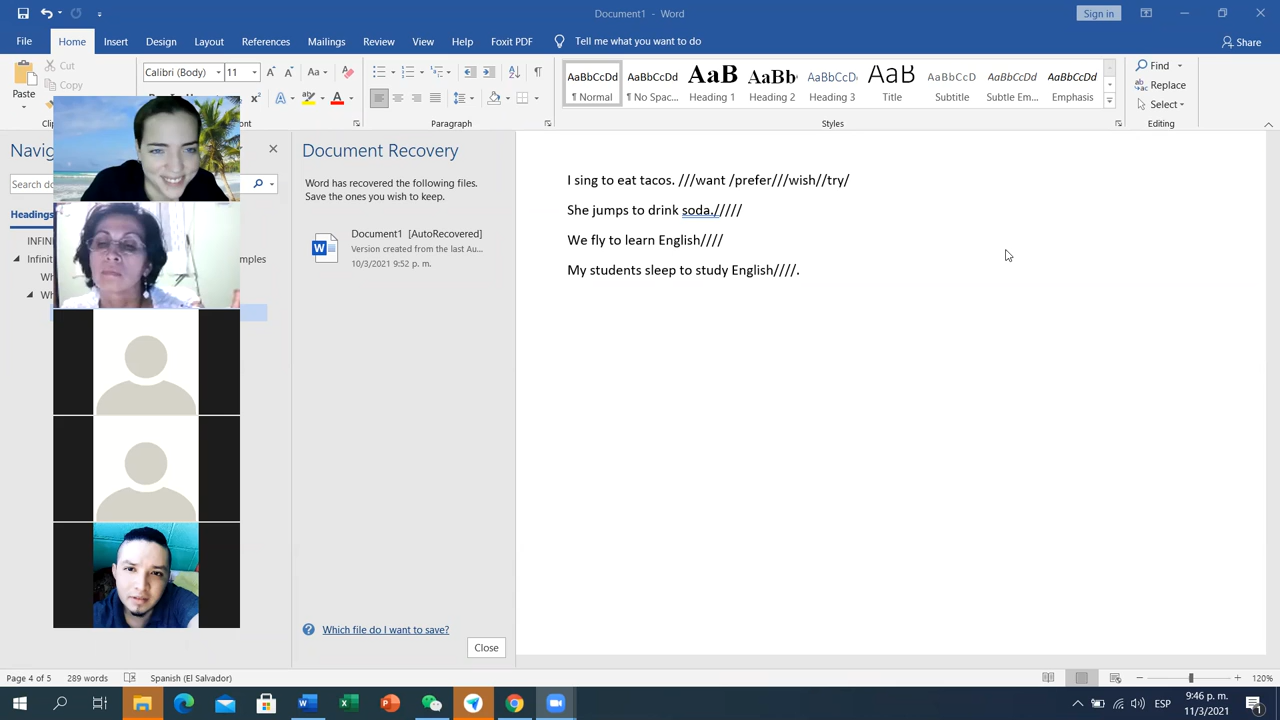 Document1 - Word
Sign in
File Home Insert Design Layout References Mailings Review View Help Foxit PDF Tell me what you want to do Share
Paste
Cut
Copy
Calibri (Body) 11
Paragraph
AaBbCcDd AaBbCcDd AaB AaBb AaBbCcD AaB AaBbCcD AaBbCcDd AaBbCcDd
¶ Normal ¶ No Spac... Heading 1 Heading 2 Heading 3 Title Subtitle Subtle Em... Emphasis
Styles
Find
Replace
Select
Editing
Headings
INFIN
Infinit
mples
Wh
Wh
Document Recovery
Word has recovered the following files.
Save the ones you wish to keep.
Document1 [AutoRecovered]
Version created from the last Au...
10/3/2021 9:52 p. m.
Which file do I want to save?
Close
I sing to eat tacos. ///want /prefer///wish//try/
She jumps to drink soda./////
We fly to learn English////
My students sleep to study English////.
Page 4 of 5 289 words Spanish (El Salvador)
120%
ESP
9:46 p. m.
11/3/2021